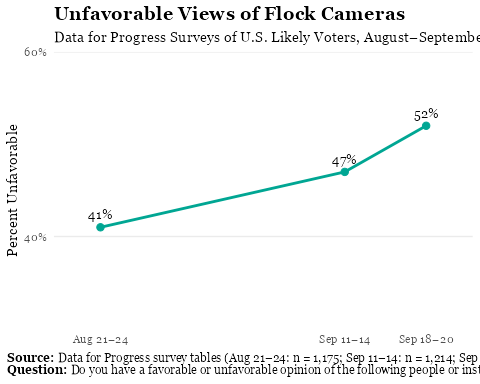 Unfavorable Views of Flock Cameras
Data for Progress Surveys of U.S. Likely Voters, August–Septembe
60%
52%
47%
41%
40%
Percent Unfavorable
Aug 21–24 Sep 11–14 Sep 18–20
Source: Data for Progress survey tables (Aug 21–24: n = 1,175; Sep 11–14: n = 1,214; Sep
Question: Do you have a favorable or unfavorable opinion of the following people or inst